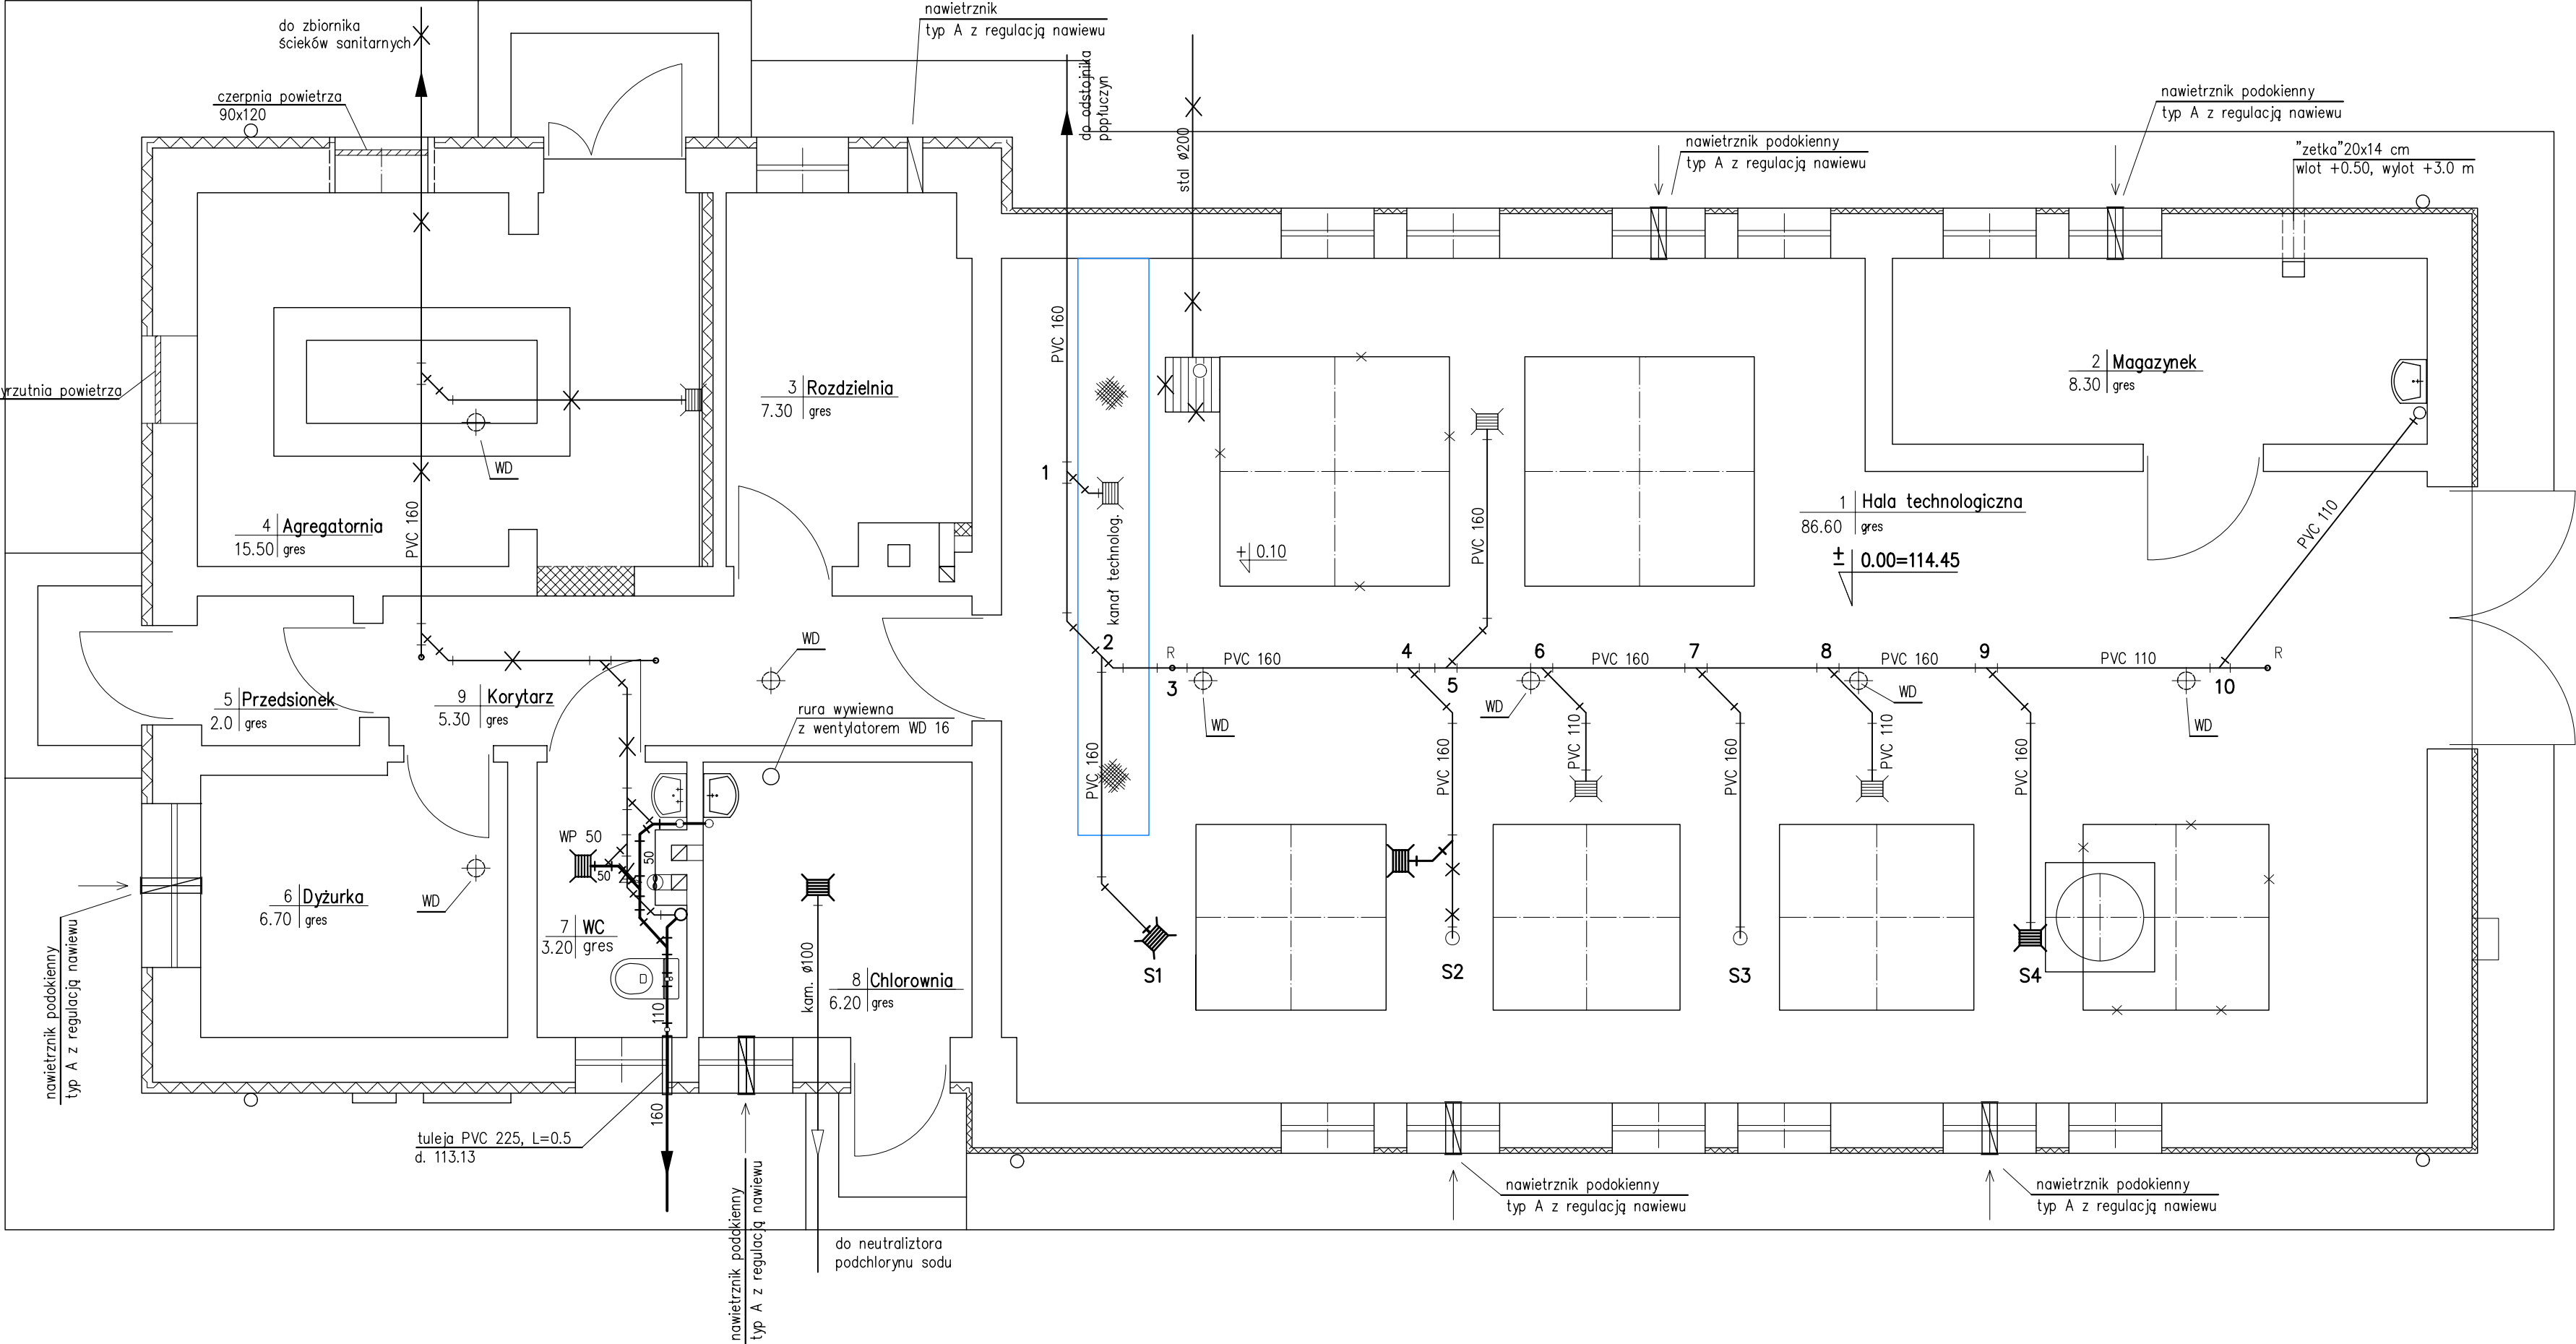 do zbiornika
ścieków sanitarnych
nawietrznik
typ A z regulacją nawiewu
do odstojnika
popłuczyn
stal ø200
czerpnia powietrza
90x120
nawietrznik podokienny
typ A z regulacją nawiewu
nawietrznik podokienny
typ A z regulacją nawiewu
"zetka"20x14 cm
wlot +0.50, wylot +3.0 m
yrzutnia powietrza
WD
PVC 160
4 Agregatornia
15.50 gres
3 Rozdzielnia
7.30 gres
PVC 160
1
kanał technolog.
+ 0.10
PVC 160
2 Magazynek
8.30 gres
1 Hala technologiczna
86.60 gres
± 0.00=114.45
PVC 110
WD
2
R
3
PVC 160
4
5
6
PVC 160
7
8
PVC 160
9
PVC 110
10
R
WD
WD
WD
WD
5 Przedsionek
2.0 gres
9 Korytarz
5.30 gres
rura wywiewna
z wentylatorem WD 16
PVC 160
PVC 160
PVC 110
PVC 160
PVC 110
PVC 160
WP 50
50
50
6 Dyżurka
6.70 gres
WD
7 WC
3.20 gres
110
kam. ø100
8 Chlorownia
6.20 gres
S1
S2
S3
S4
nawietrznik podokienny
typ A z regulacją nawiewu
tuleja PVC 225, L=0.5
d. 113.13
160
nawietrznik podokienny
typ A z regulacją nawiewu
do neutraliztora
podchlorynu sodu
nawietrznik podokienny
typ A z regulacją nawiewu
nawietrznik podokienny
typ A z regulacją nawiewu